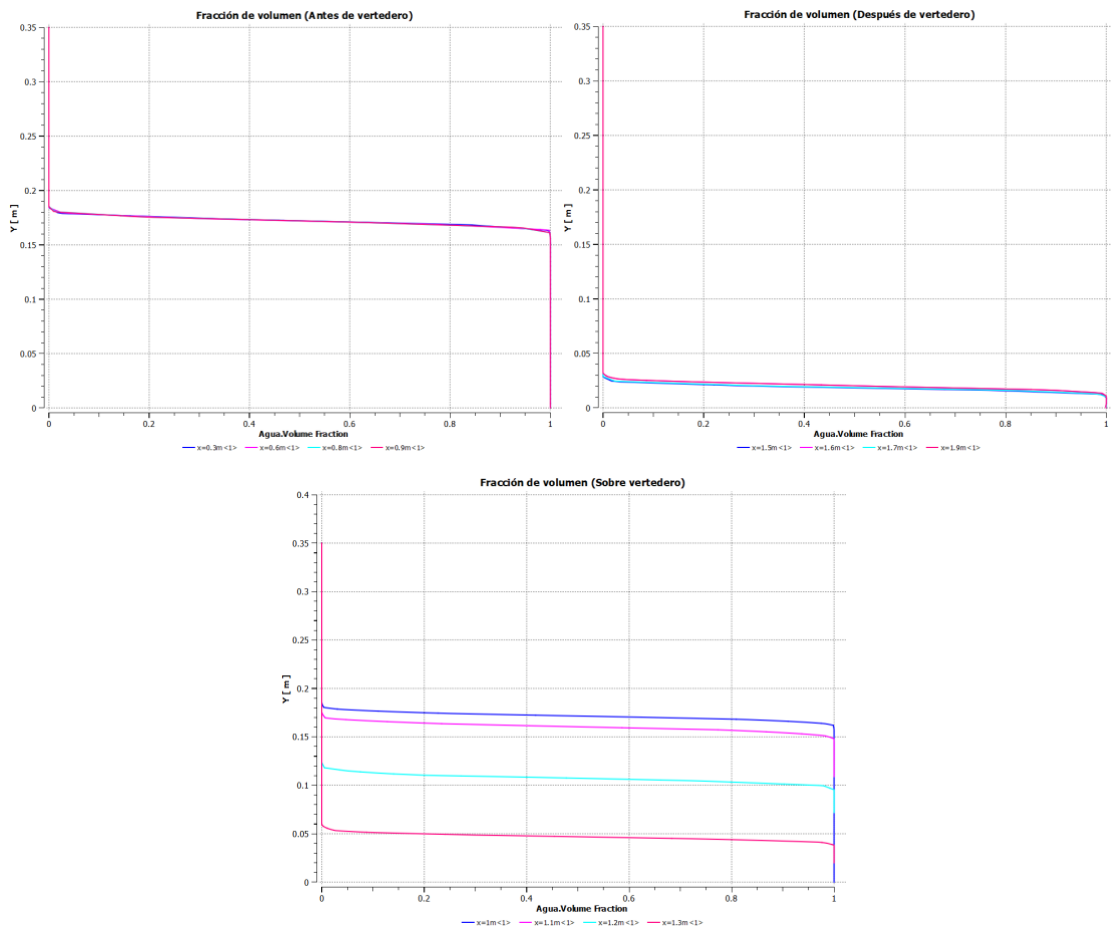 Fracción de volumen (Antes de vertedero)
0.35
0.3
0.25
0.2
0.15
0.1
0.05
0
Y [ m ]
0 0.2 0.4 0.6 0.8 1
Agua.Volume Fraction
x=0.3m<1> x=0.6m<1> x=0.8m<1> x=0.9m<1>
Fracción de volumen (Después de vertedero)
0.35
0.3
0.25
0.2
0.15
0.1
0.05
0
Y [ m ]
0 0.2 0.4 0.6 0.8 1
Agua.Volume Fraction
x=1.5m<1> x=1.6m<1> x=1.7m<1> x=1.9m<1>
Fracción de volumen (Sobre vertedero)
0.4
0.35
0.3
0.25
0.2
0.15
0.1
0.05
0
Y [ m ]
0 0.2 0.4 0.6 0.8 1
Agua.Volume Fraction
x=1m<1> x=1.1m<1> x=1.2m<1> x=1.3m<1>